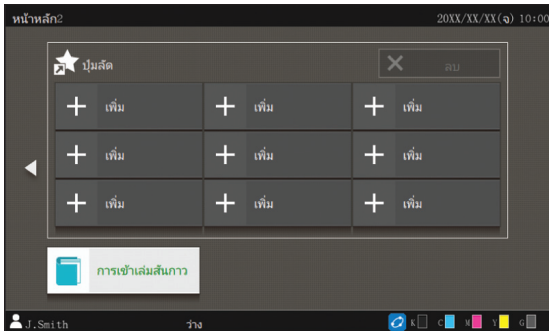 หน้าหลัก2 20XX/XX/XX(จ) 10:00
ปุ่มลัด ลบ
เพิ่ม เพิ่ม เพิ่ม
เพิ่ม เพิ่ม เพิ่ม
เพิ่ม เพิ่ม เพิ่ม
การเข้าเล่มสันกาว
J.Smith ว่าง K C M Y G